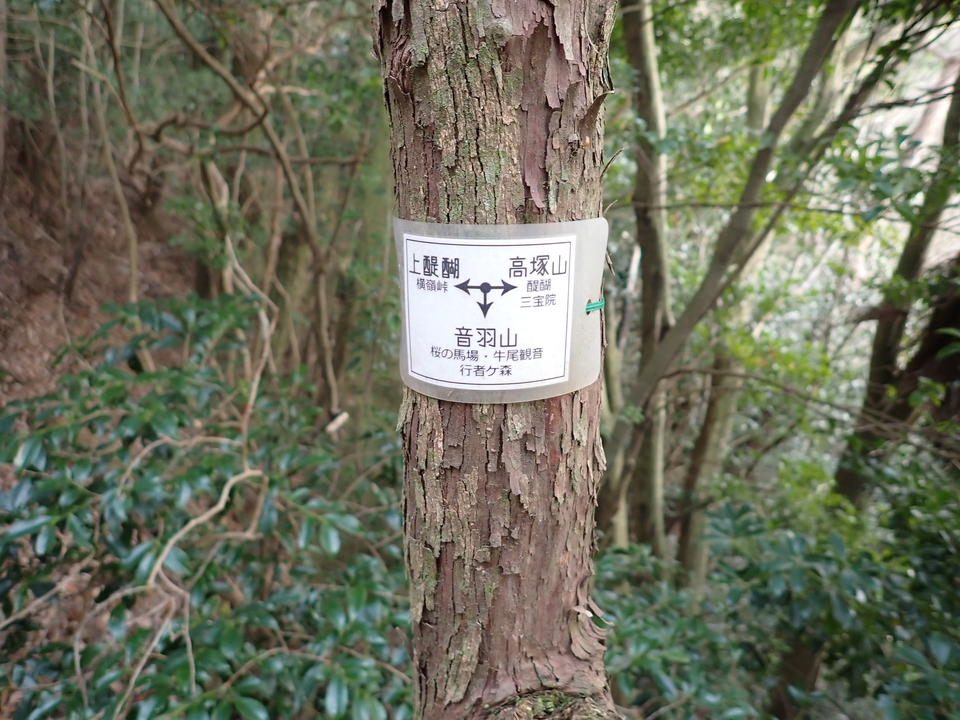 上醍醐
横嶺峠
高塚山
醍醐
三宝院
音羽山
桜の馬場・牛尾観音
行者ケ森